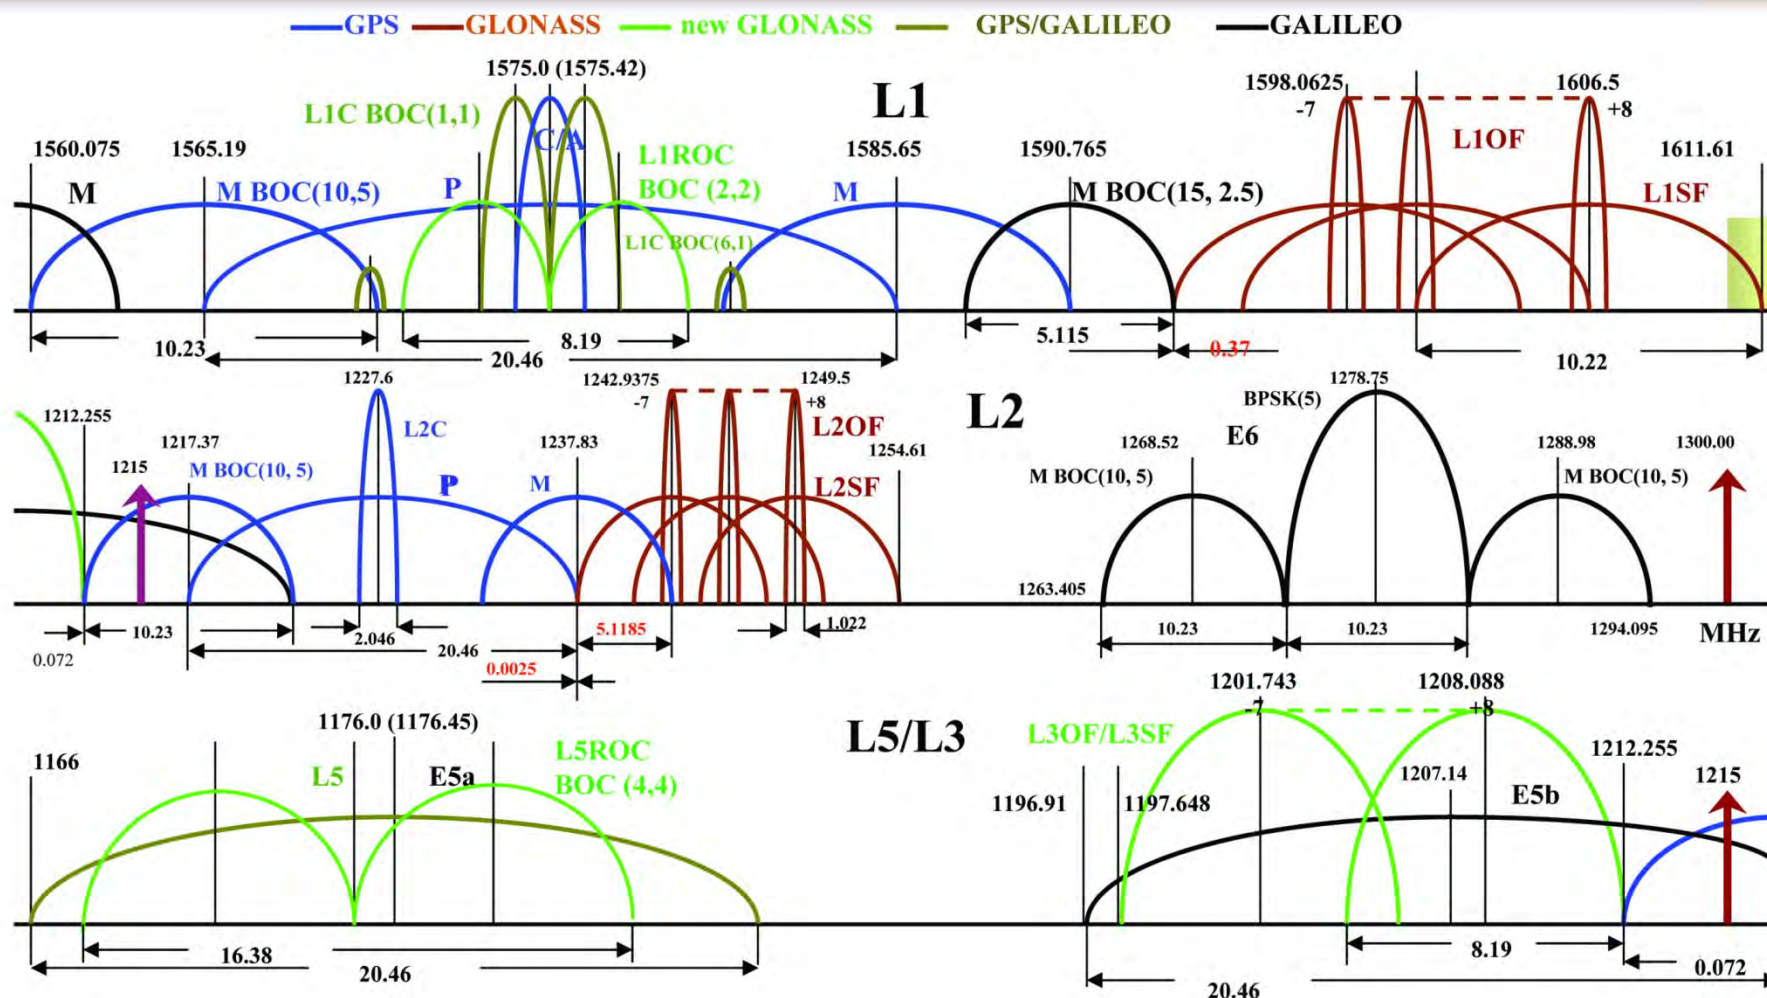 GPS GLONASS new GLONASS GPS/GALILEO GALILEO
1575.0 (1575.42)
L1
1598.0625
-7
1606.5
+8
L1C BOC(1,1)
C/A
L1OF
1560.075
1565.19
L1ROC
BOC (2,2)
1585.65
1590.765
1611.61
M
M BOC(10,5)
P
M
M BOC(15, 2.5)
L1SF
L1C BOC(6,1)
10.23
20.46
8.19
5.115
0.37
10.22
1227.6
1242.9375
-7
1249.5
+8
L2
1278.75
BPSK(5)
1212.255
L2C
L2OF
E6
1217.37
1237.83
1254.61
1268.52
1288.98
1300.00
1215
M BOC(10, 5)
P
M
L2SF
M BOC(10, 5)
M BOC(10, 5)
1263.405
10.23
2.046
5.1185
1.022
10.23
10.23
1294.095
MHz
0.072
20.46
0.0025
1176.0 (1176.45)
L5/L3
1201.743
-7
1208.088
+8
L5ROC
BOC (4,4)
L3OF/L3SF
1166
L5
E5a
1212.255
1207.14
1215
E5b
1196.91
1197.648
16.38
20.46
8.19
0.072
20.46